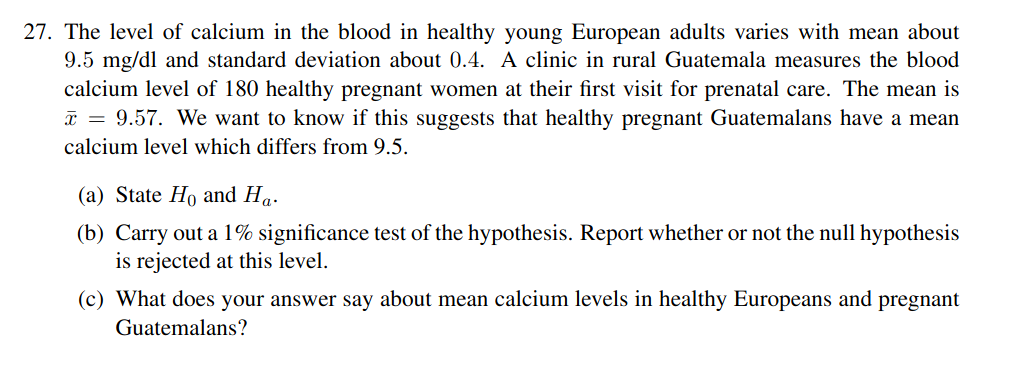 27. The level of calcium in the blood in healthy young European adults varies with mean about
9.5 mg/dl and standard deviation about 0.4. A clinic in rural Guatemala measures the blood
calcium level of 180 healthy pregnant women at their first visit for prenatal care. The mean is
x̄ = 9.57. We want to know if this suggests that healthy pregnant Guatemalans have a mean
calcium level which differs from 9.5.
(a) State H₀ and Hₐ.
(b) Carry out a 1% significance test of the hypothesis. Report whether or not the null hypothesis
is rejected at this level.
(c) What does your answer say about mean calcium levels in healthy Europeans and pregnant
Guatemalans?